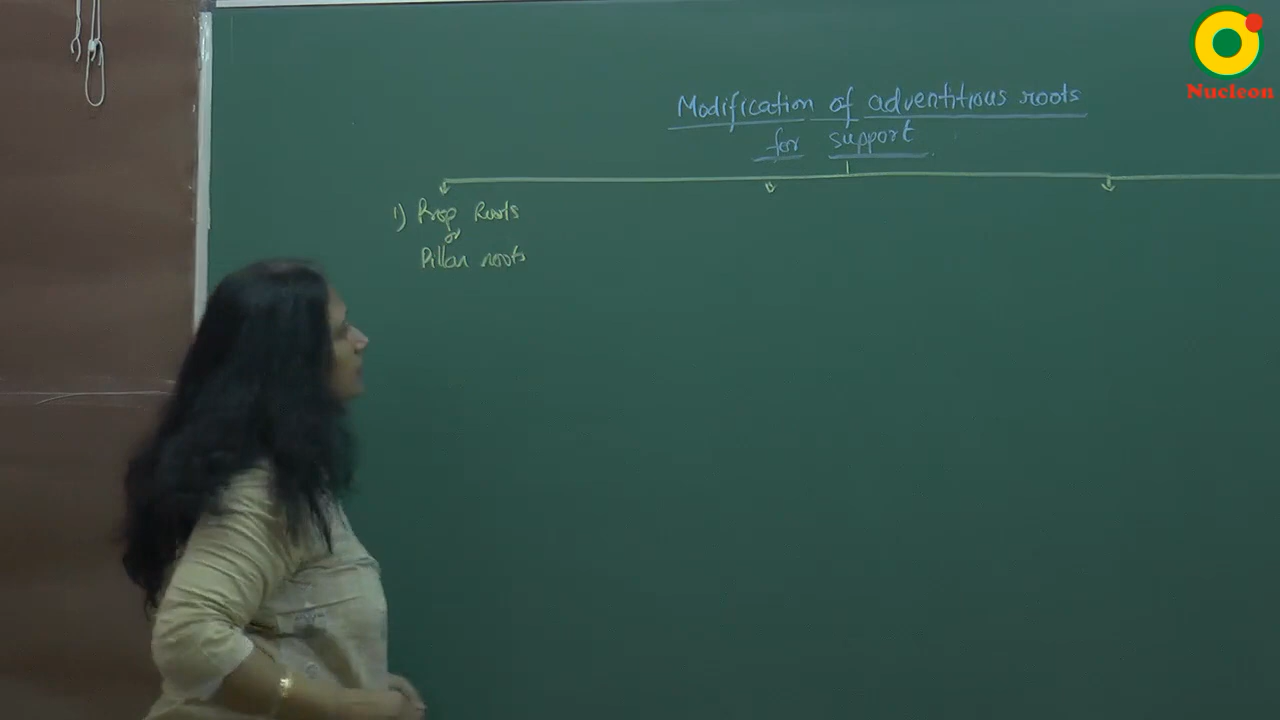 Nucleon
Modification of adventitious roots
for support.
1) Prop Roots
or
Pillar roots